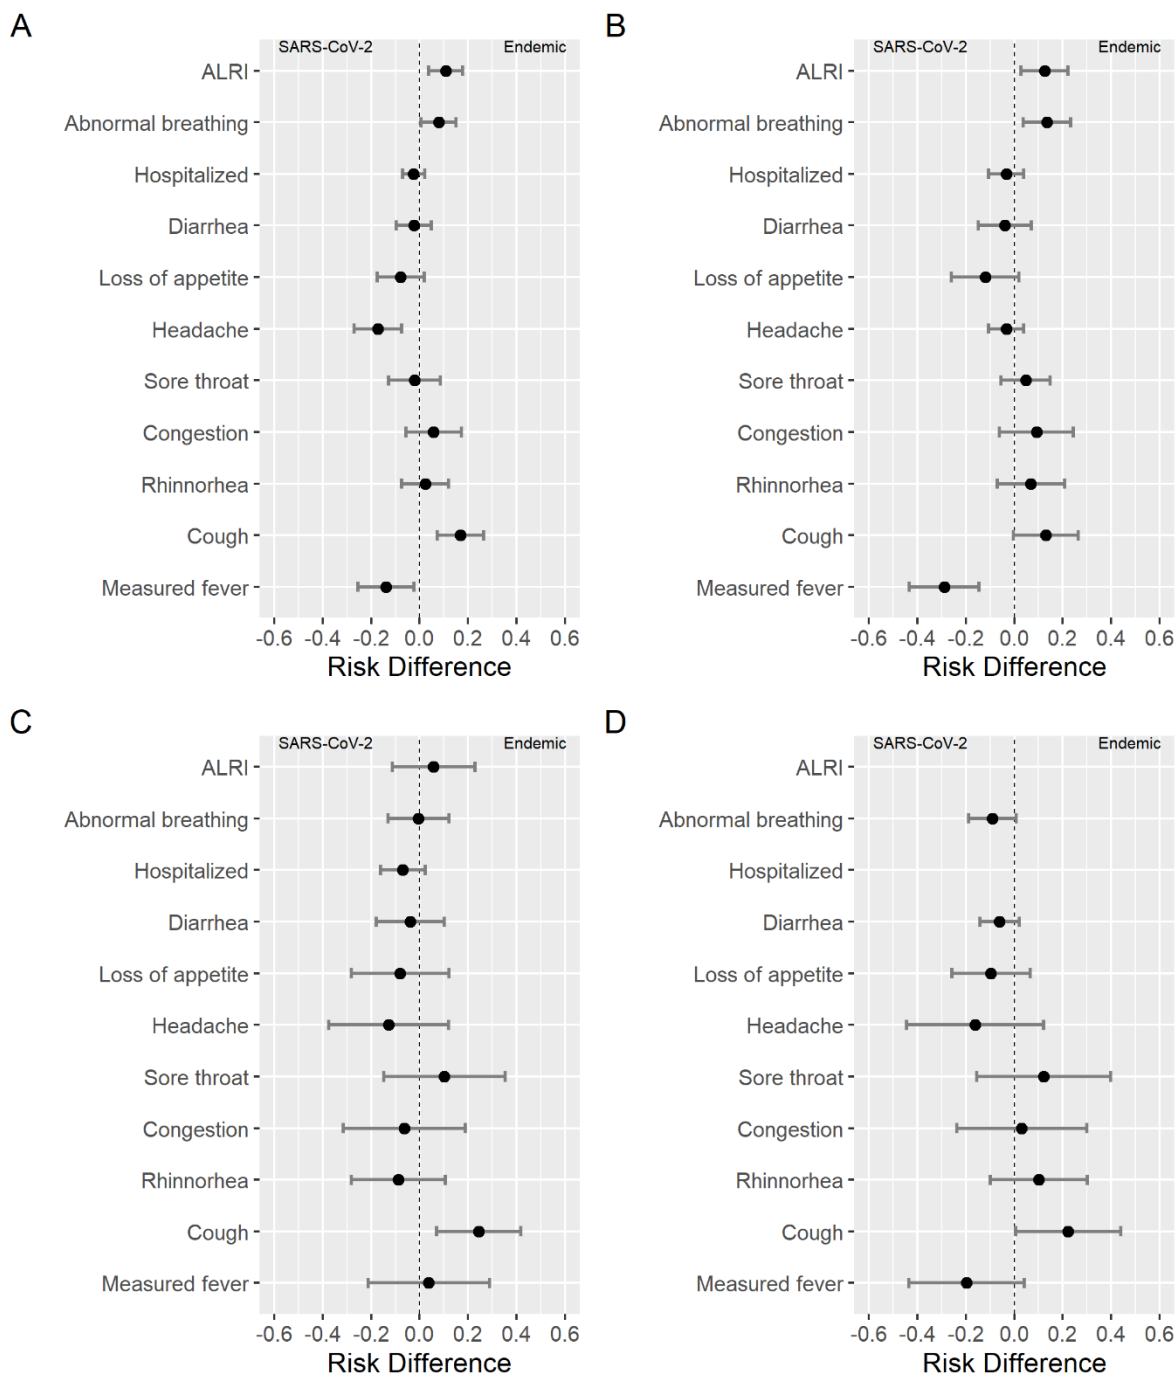 A
SARS-CoV-2 Endemic
ALRI
Abnormal breathing
Hospitalized
Diarrhea
Loss of appetite
Headache
Sore throat
Congestion
Rhinnorhea
Cough
Measured fever
-0.6 -0.4 -0.2 0.0 0.2 0.4 0.6
Risk Difference
B
SARS-CoV-2 Endemic
ALRI
Abnormal breathing
Hospitalized
Diarrhea
Loss of appetite
Headache
Sore throat
Congestion
Rhinnorhea
Cough
Measured fever
-0.6 -0.4 -0.2 0.0 0.2 0.4 0.6
Risk Difference
C
SARS-CoV-2 Endemic
ALRI
Abnormal breathing
Hospitalized
Diarrhea
Loss of appetite
Headache
Sore throat
Congestion
Rhinnorhea
Cough
Measured fever
-0.6 -0.4 -0.2 0.0 0.2 0.4 0.6
Risk Difference
D
SARS-CoV-2 Endemic
ALRI
Abnormal breathing
Hospitalized
Diarrhea
Loss of appetite
Headache
Sore throat
Congestion
Rhinnorhea
Cough
Measured fever
-0.6 -0.4 -0.2 0.0 0.2 0.4 0.6
Risk Difference